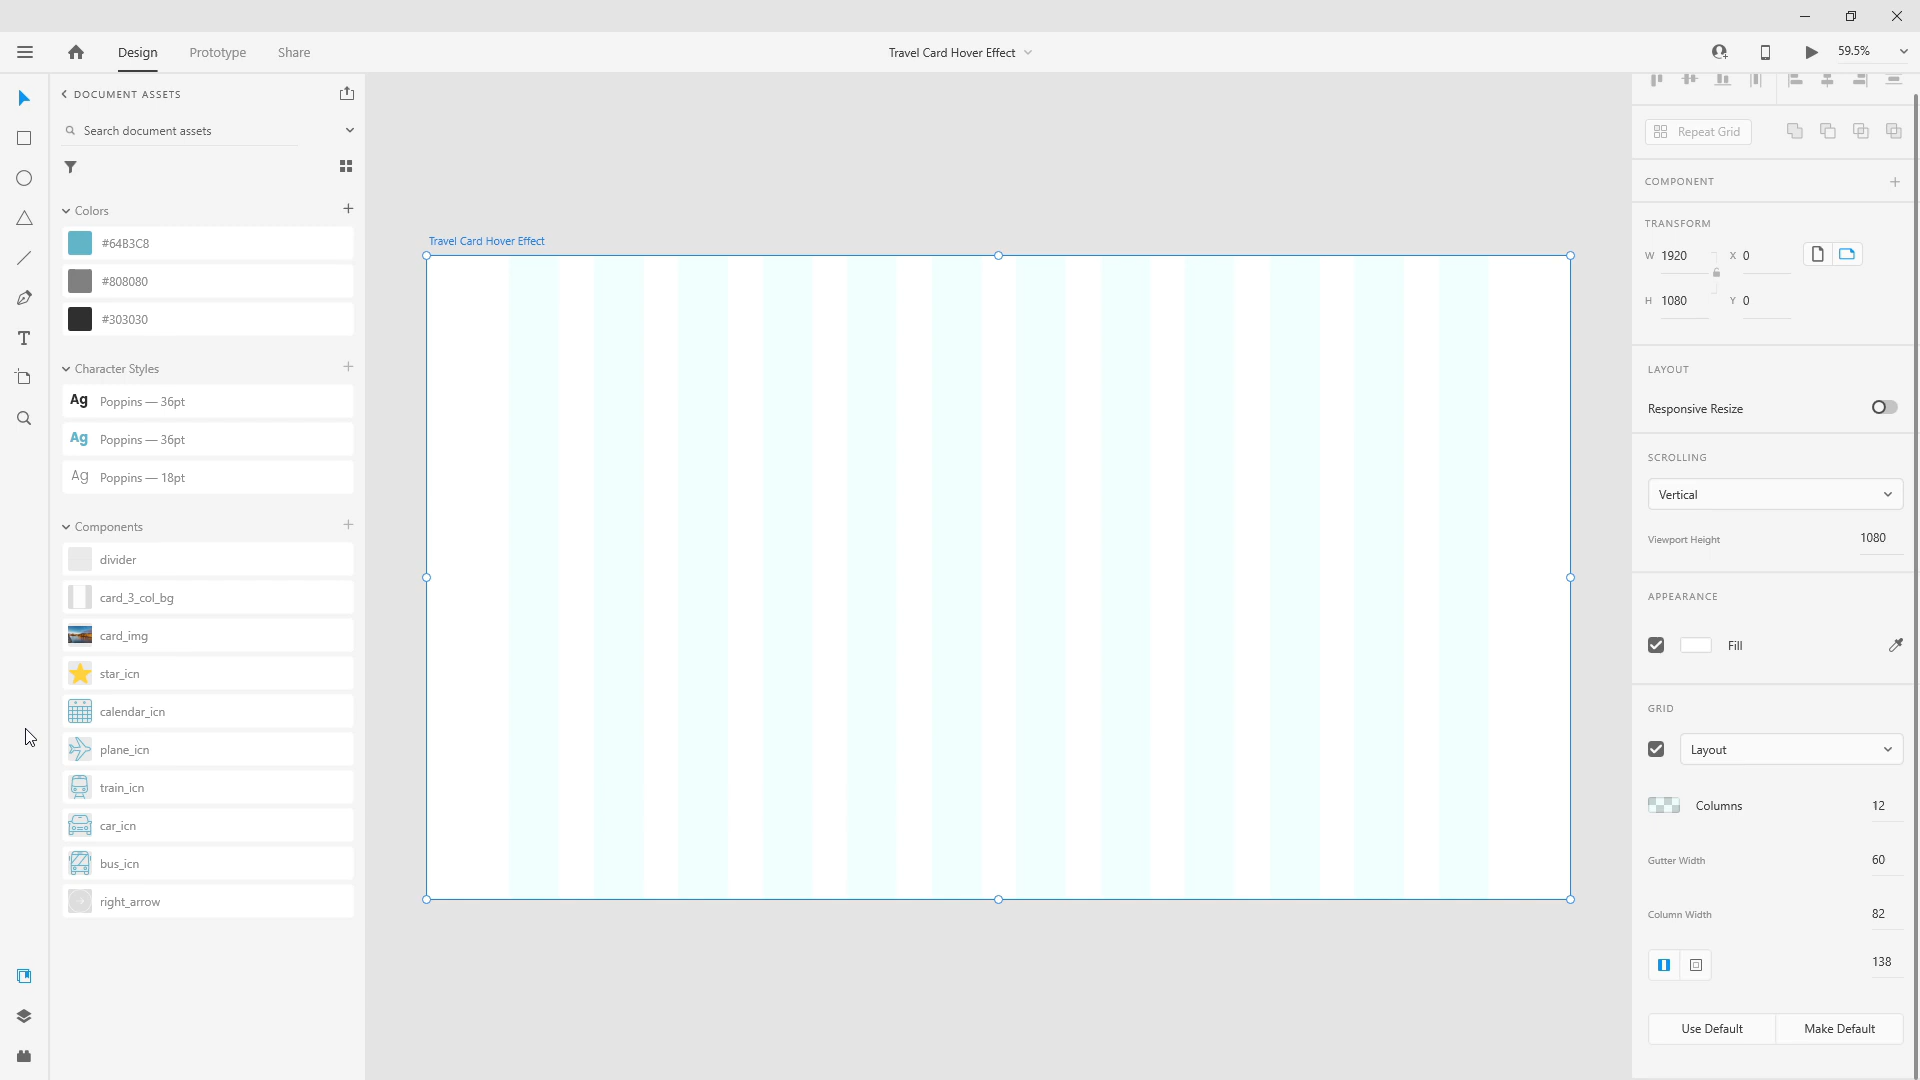 Design
Prototype
Share
Travel Card Hover Effect
59.5%
DOCUMENT ASSETS
Search document assets
Colors
#64B3C8
#808080
#303030
Character Styles
Ag Poppins — 36pt
Ag Poppins — 36pt
Ag Poppins — 18pt
Components
divider
card_3_col_bg
card_img
star_icn
calendar_icn
plane_icn
train_icn
car_icn
bus_icn
right_arrow
Travel Card Hover Effect
Repeat Grid
COMPONENT
TRANSFORM
W 1920 X 0
H 1080 Y 0
LAYOUT
Responsive Resize
SCROLLING
Vertical
Viewport Height 1080
APPEARANCE
Fill
GRID
Layout
Columns 12
Gutter Width 60
Column Width 82
138
Use Default
Make Default